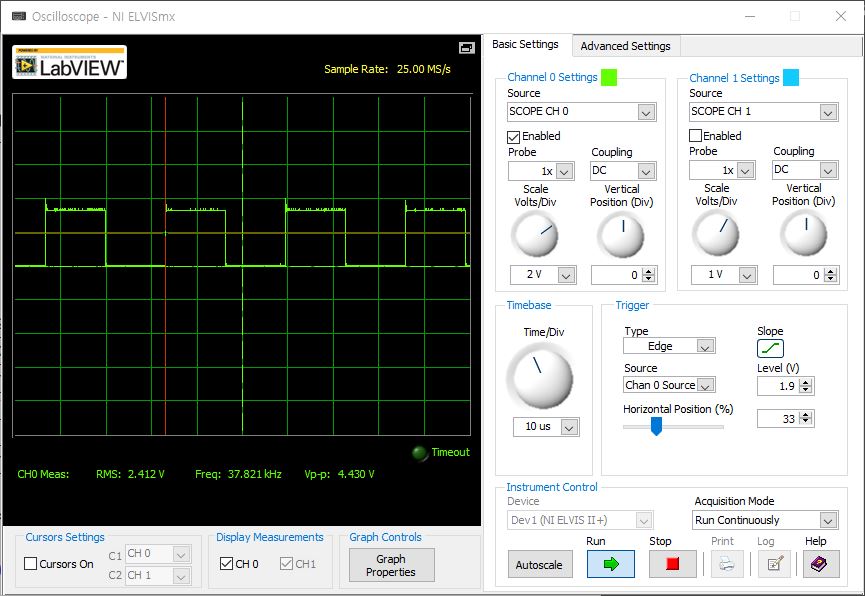 Oscilloscope - NI ELVISmx
POWERED BY
NATIONAL INSTRUMENTS
LabVIEW™
Sample Rate: 25.00 MS/s
Timeout
CH0 Meas: RMS: 2.412 V Freq: 37.821 kHz Vp-p: 4.430 V
Cursors Settings
Cursors On
C1 CH 0
C2 CH 1
Display Measurements
CH 0 CH1
Graph Controls
Graph
Properties
Basic Settings Advanced Settings
Channel 0 Settings
Source
SCOPE CH 0
Enabled
Probe Coupling
1x DC
Scale
Volts/Div
Vertical
Position (Div)
2 V 0
Channel 1 Settings
Source
SCOPE CH 1
Enabled
Probe Coupling
1x DC
Scale
Volts/Div
Vertical
Position (Div)
1 V 0
Timebase
Time/Div
10 us
Trigger
Type
Edge
Slope
Source
Chan 0 Source
Level (V)
1.9
Horizontal Position (%)
33
Instrument Control
Device
Dev1 (NI ELVIS II+)
Acquisition Mode
Run Continuously
Autoscale
Run Stop Print Log Help